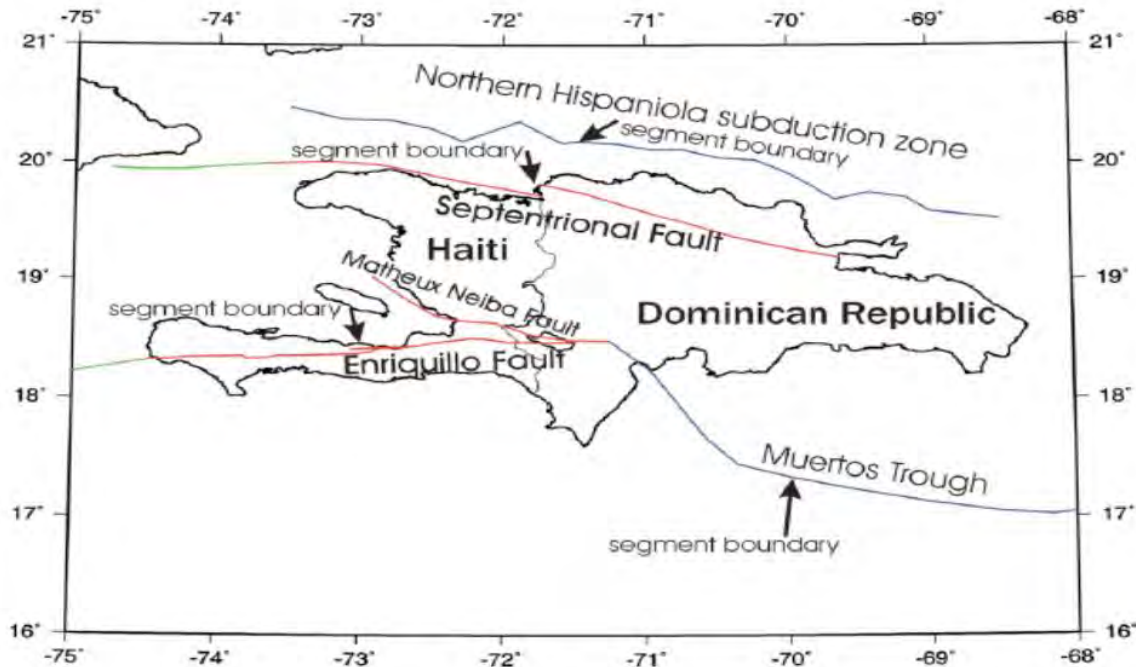 -75° -74° -73° -72° -71° -70° -69° -68°
21° 21°
Northern Hispaniola subduction zone
segment boundary
segment boundary
20° 20°
Septentrional Fault
Haiti
Matheux Neiba Fault
19° 19°
segment boundary
Dominican Republic
Enriquillo Fault
18° 18°
Muertos Trough
17° 17°
segment boundary
16° 16°
-75° -74° -73° -72° -71° -70° -69° -68°